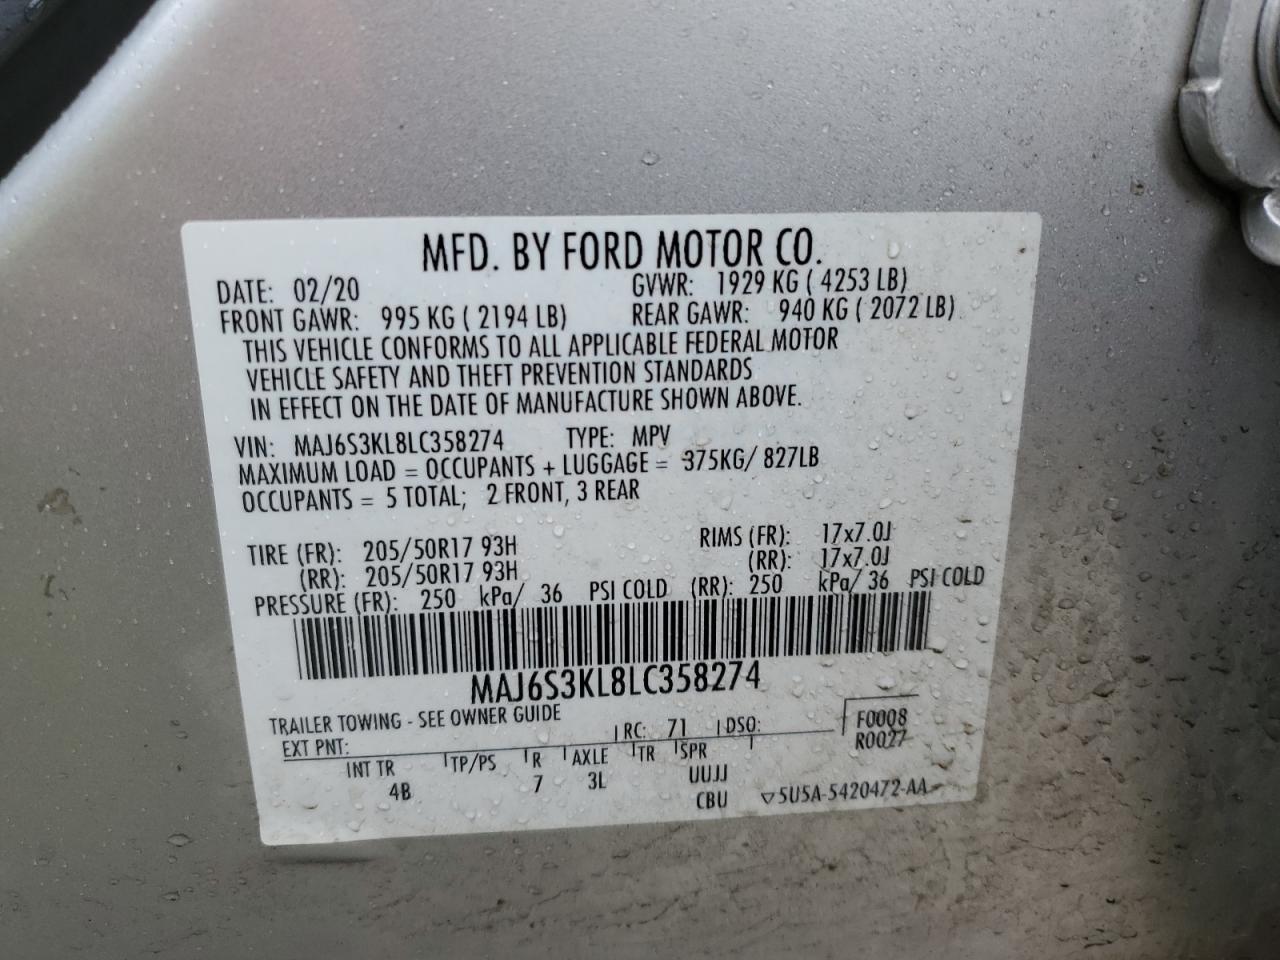 MFD. BY FORD MOTOR CO.
DATE: 02/20 GVWR: 1929 KG ( 4253 LB)
FRONT GAWR: 995 KG ( 2194 LB) REAR GAWR: 940 KG ( 2072 LB)
THIS VEHICLE CONFORMS TO ALL APPLICABLE FEDERAL MOTOR
VEHICLE SAFETY AND THEFT PREVENTION STANDARDS
IN EFFECT ON THE DATE OF MANUFACTURE SHOWN ABOVE.
VIN: MAJ6S3KL8LC358274 TYPE: MPV
MAXIMUM LOAD = OCCUPANTS + LUGGAGE = 375KG/ 827LB
OCCUPANTS = 5 TOTAL; 2 FRONT, 3 REAR
TIRE (FR): 205/50R17 93H RIMS (FR): 17x7.0J
(RR): 205/50R17 93H (RR): 17x7.0J
PRESSURE (FR): 250 kPa/ 36 PSI COLD (RR): 250 kPa/ 36 PSI COLD
MAJ6S3KL8LC358274
TRAILER TOWING - SEE OWNER GUIDE
EXT PNT: RC: 71 DSO: F0008
R0027
INT TR TP/PS R AXLE TR SPR
4B 7 3L UUJJ
CBU ▽5U5A-5420472-AA